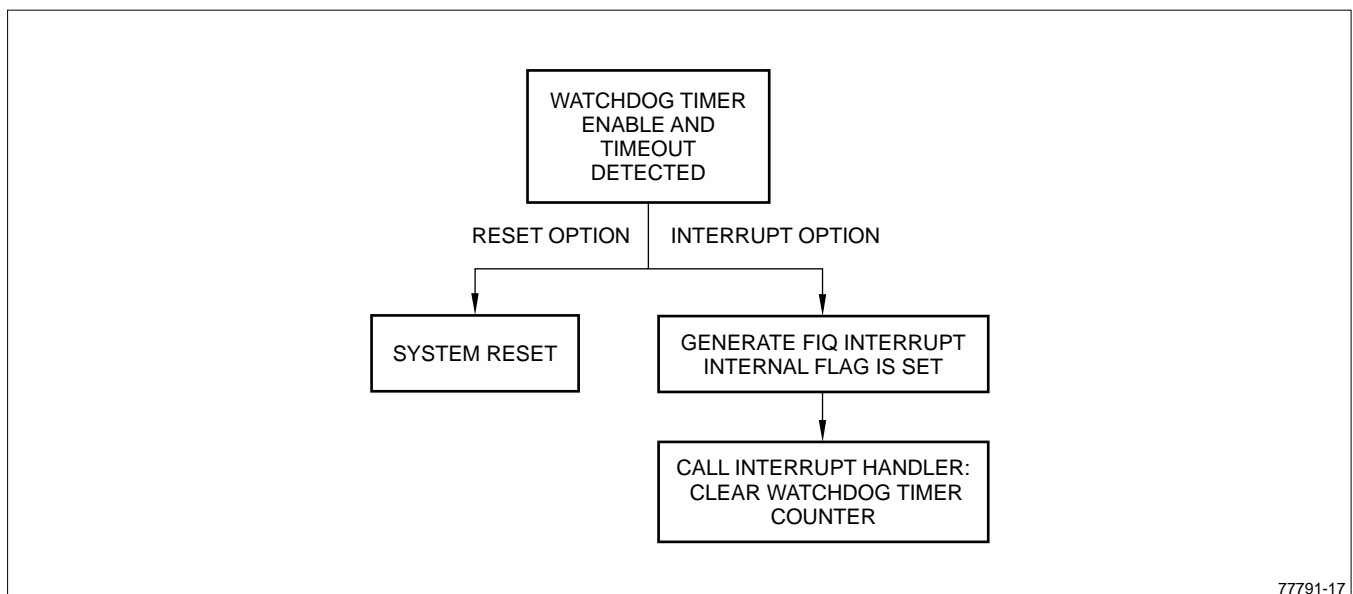 WATCHDOG TIMER
ENABLE AND
TIMEOUT
DETECTED
RESET OPTION
INTERRUPT OPTION
SYSTEM RESET
GENERATE FIQ INTERRUPT
INTERNAL FLAG IS SET
CALL INTERRUPT HANDLER:
CLEAR WATCHDOG TIMER
COUNTER
77791-17